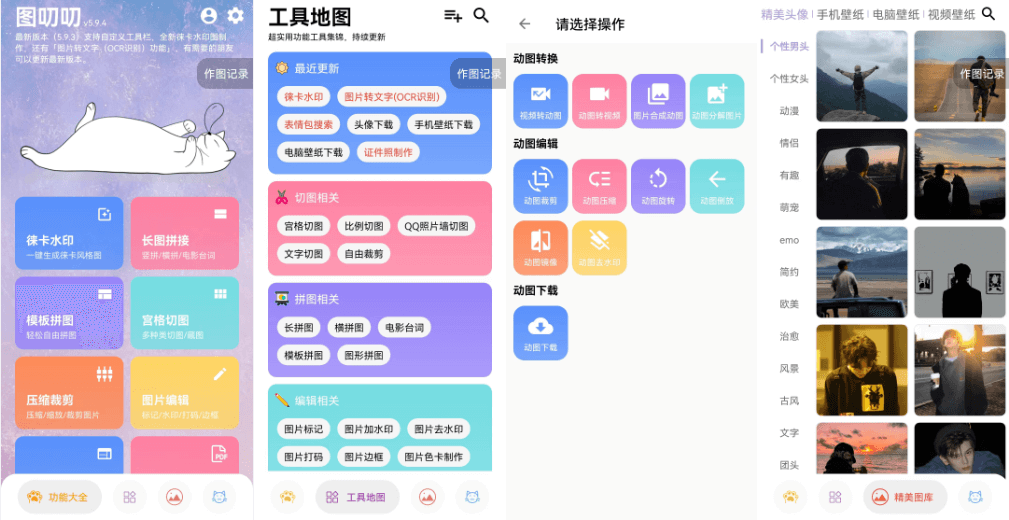 图叨叨 v5.9.4
最新版本（5.9.3）支持自定义工具栏、全新徕卡水印图制
作；还有「图片转文字(OCR识别）功能」，有需要的朋友
可以更新最新版本。
作图记录
徕卡水印
一键生成徕卡风格图
长图拼接
竖拼/横拼/电影台词
模板拼图
轻松自由拼图
宫格切图
多种类切图/藏图
压缩裁剪
压缩/缩放/裁剪图片
图片编辑
标记/水印/打码/边框
PDF
功能大全
工具地图
超实用功能工具集锦，持续更新
作图记录
最近更新
徕卡水印
图片转文字(OCR识别)
表情包搜索
头像下载
手机壁纸下载
电脑壁纸下载
证件照制作
切图相关
宫格切图
比例切图
QQ照片墙切图
文字切图
自由裁剪
拼图相关
长拼图
横拼图
电影台词
模板拼图
图形拼图
编辑相关
图片标记
图片加水印
图片去水印
图片打码
图片边框
图片色卡制作
工具地图
请选择操作
动图转换
视频转动图
动图转视频
图片合成动图
动图分解图片
动图编辑
动图裁剪
动图压缩
动图旋转
动图倒放
动图镜像
动图去水印
动图下载
动图下载
精美头像 | 手机壁纸 | 电脑壁纸 | 视频壁纸
作图记录
个性男头
个性女头
动漫
情侣
有趣
萌宠
emo
简约
欧美
治愈
风景
古风
文字
团头
精美图库